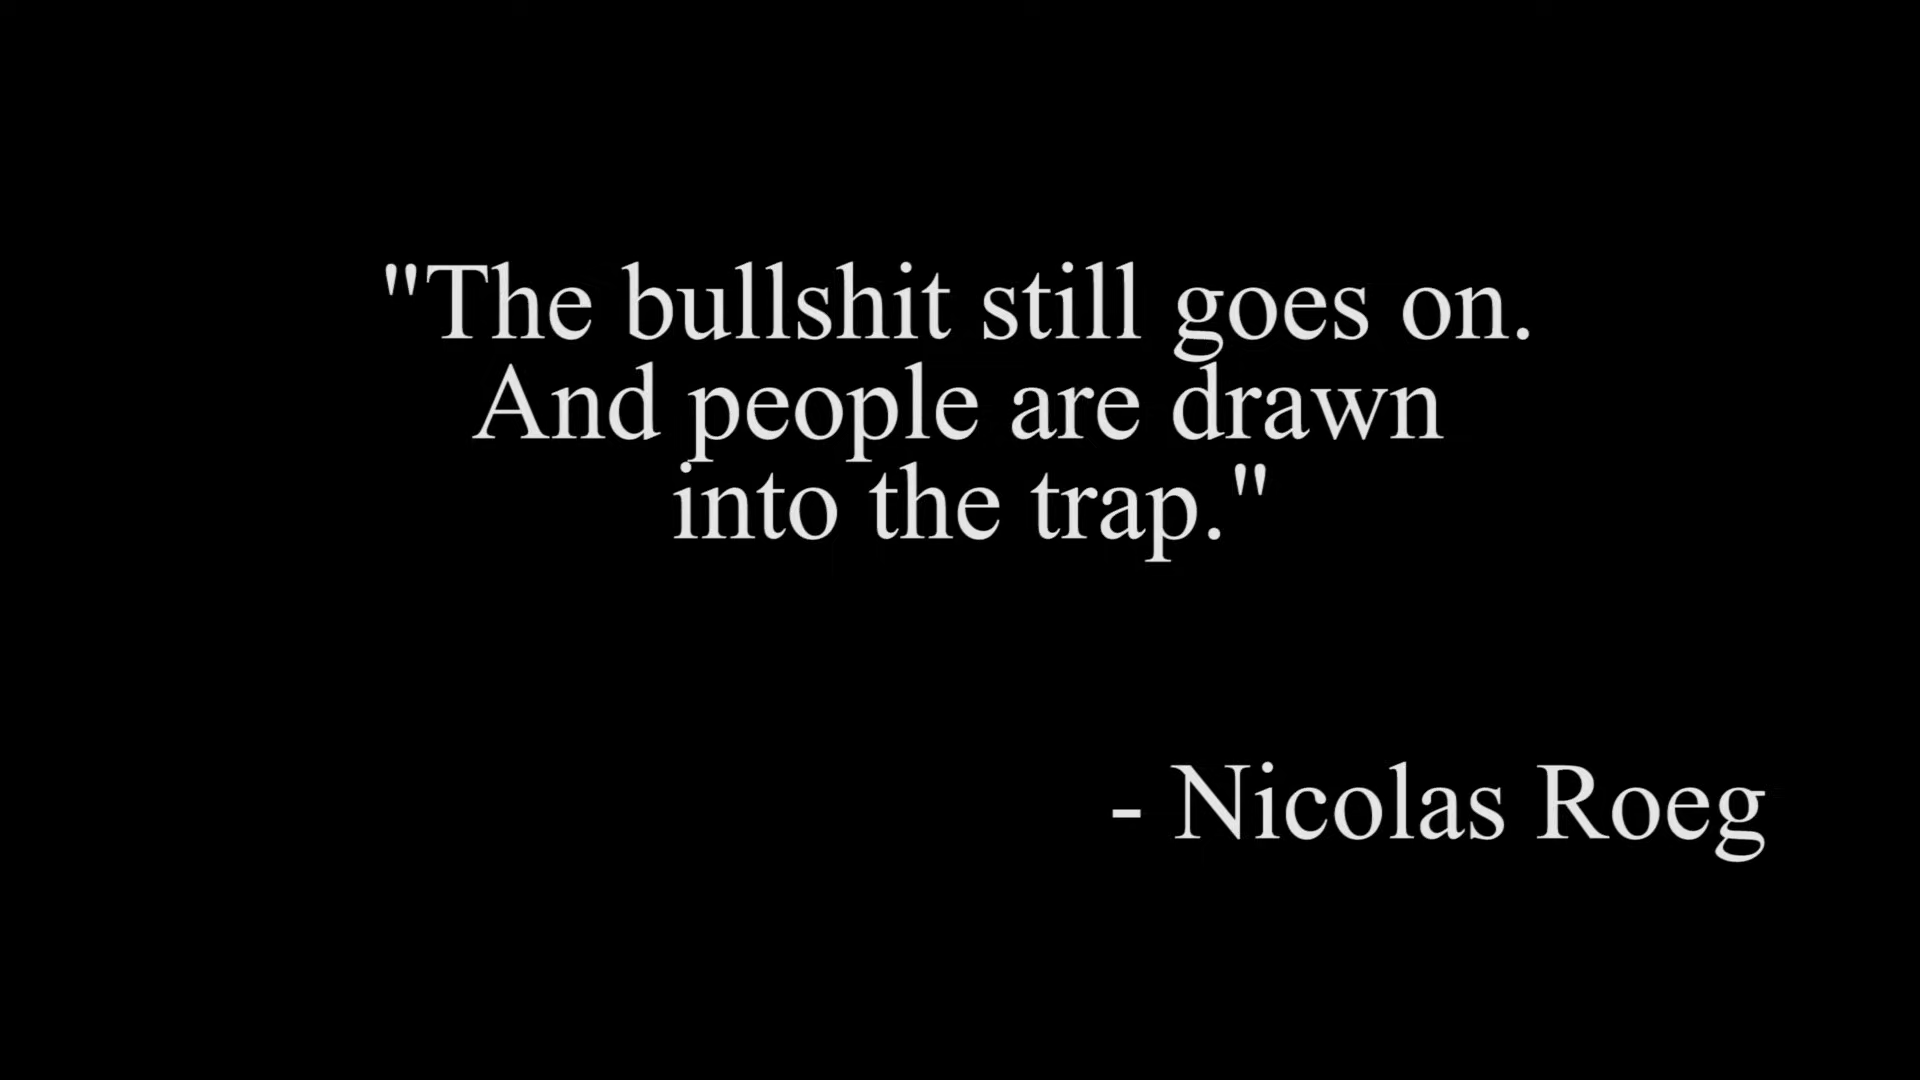 "The bullshit still goes on.
And people are drawn
into the trap."
- Nicolas Roeg